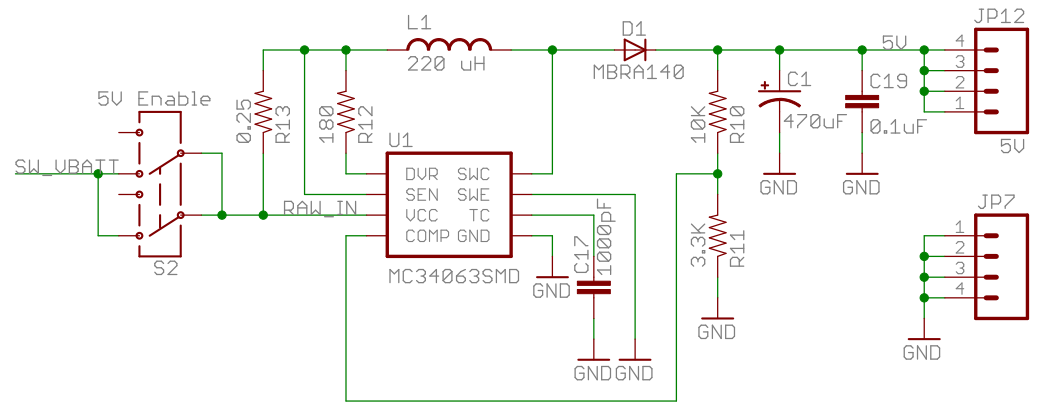 JP12
L1
D1
5V
4
3
2
1
220 uH
MBRA140
C1
C19
5V Enable
0.25
R13
180
R12
U1
10K
R10
470uF
0.1uF
5V
SW_VBATT
DVR
SWC
SEN
SWE
RAW_IN
VCC
TC
COMP
GND
GND
GND
JP7
1
2
3
4
S2
MC34063SMD
GND
C17
1000pF
3.3K
R11
GND
GND
GND
GND